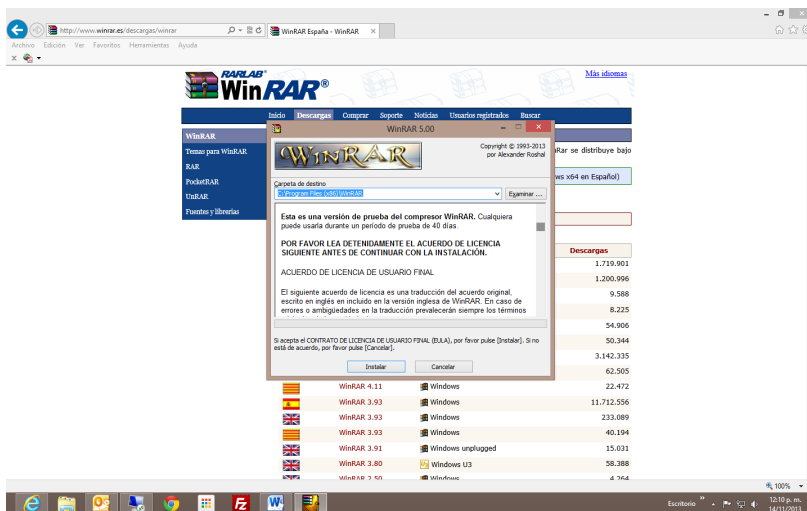 http://www.winrar.es/descargas/winrar
WinRAR España - WinRAR
Archivo Edición Ver Favoritos Herramientas Ayuda
x
RARLAB®
WinRAR®
Más idiomas
Inicio Descargas Comprar Soporte Noticias Usuarios registrados Buscar
WinRAR
Temas para WinRAR
RAR
PocketRAR
UnRAR
Fuentes y librerias
Rar se distribuye bajo
ws x64 en Español)
WinRAR 5.00
WINRAR
Copyright © 1993-2013
por Alexander Roshal
Carpeta de destino
C:\Program Files (x86)\WinRAR
Examinar ...
Esta es una versión de prueba del compresor WinRAR. Cualquiera
puede usarla durante un período de prueba de 40 días.
POR FAVOR LEA DETENIDAMENTE EL ACUERDO DE LICENCIA
SIGUIENTE ANTES DE CONTINUAR CON LA INSTALACIÓN.
ACUERDO DE LICENCIA DE USUARIO FINAL
El siguiente acuerdo de licencia es una traducción del acuerdo original,
escrito en inglés en incluido en la versión inglesa de WinRAR. En caso de
errores o ambigüedades en la traducción prevalecerán siempre los términos
Si acepta el CONTRATO DE LICENCIA DE USUARIO FINAL (EULA), por favor pulse [Instalar]. Si no
está de acuerdo, por favor pulse [Cancelar].
Instalar Cancelar
Descargas
1.719.901
1.200.996
9.588
8.225
54.906
50.344
3.142.335
62.505
WinRAR 4.11 Windows 22.472
WinRAR 3.93 Windows 11.712.556
WinRAR 3.93 Windows 233.089
WinRAR 3.93 Windows 40.194
WinRAR 3.91 Windows unplugged 15.031
WinRAR 3.80 Windows U3 58.388
WinRAR 2.50 Windows 4.264
100%
Escritorio
12:10 p. m.
14/11/2013